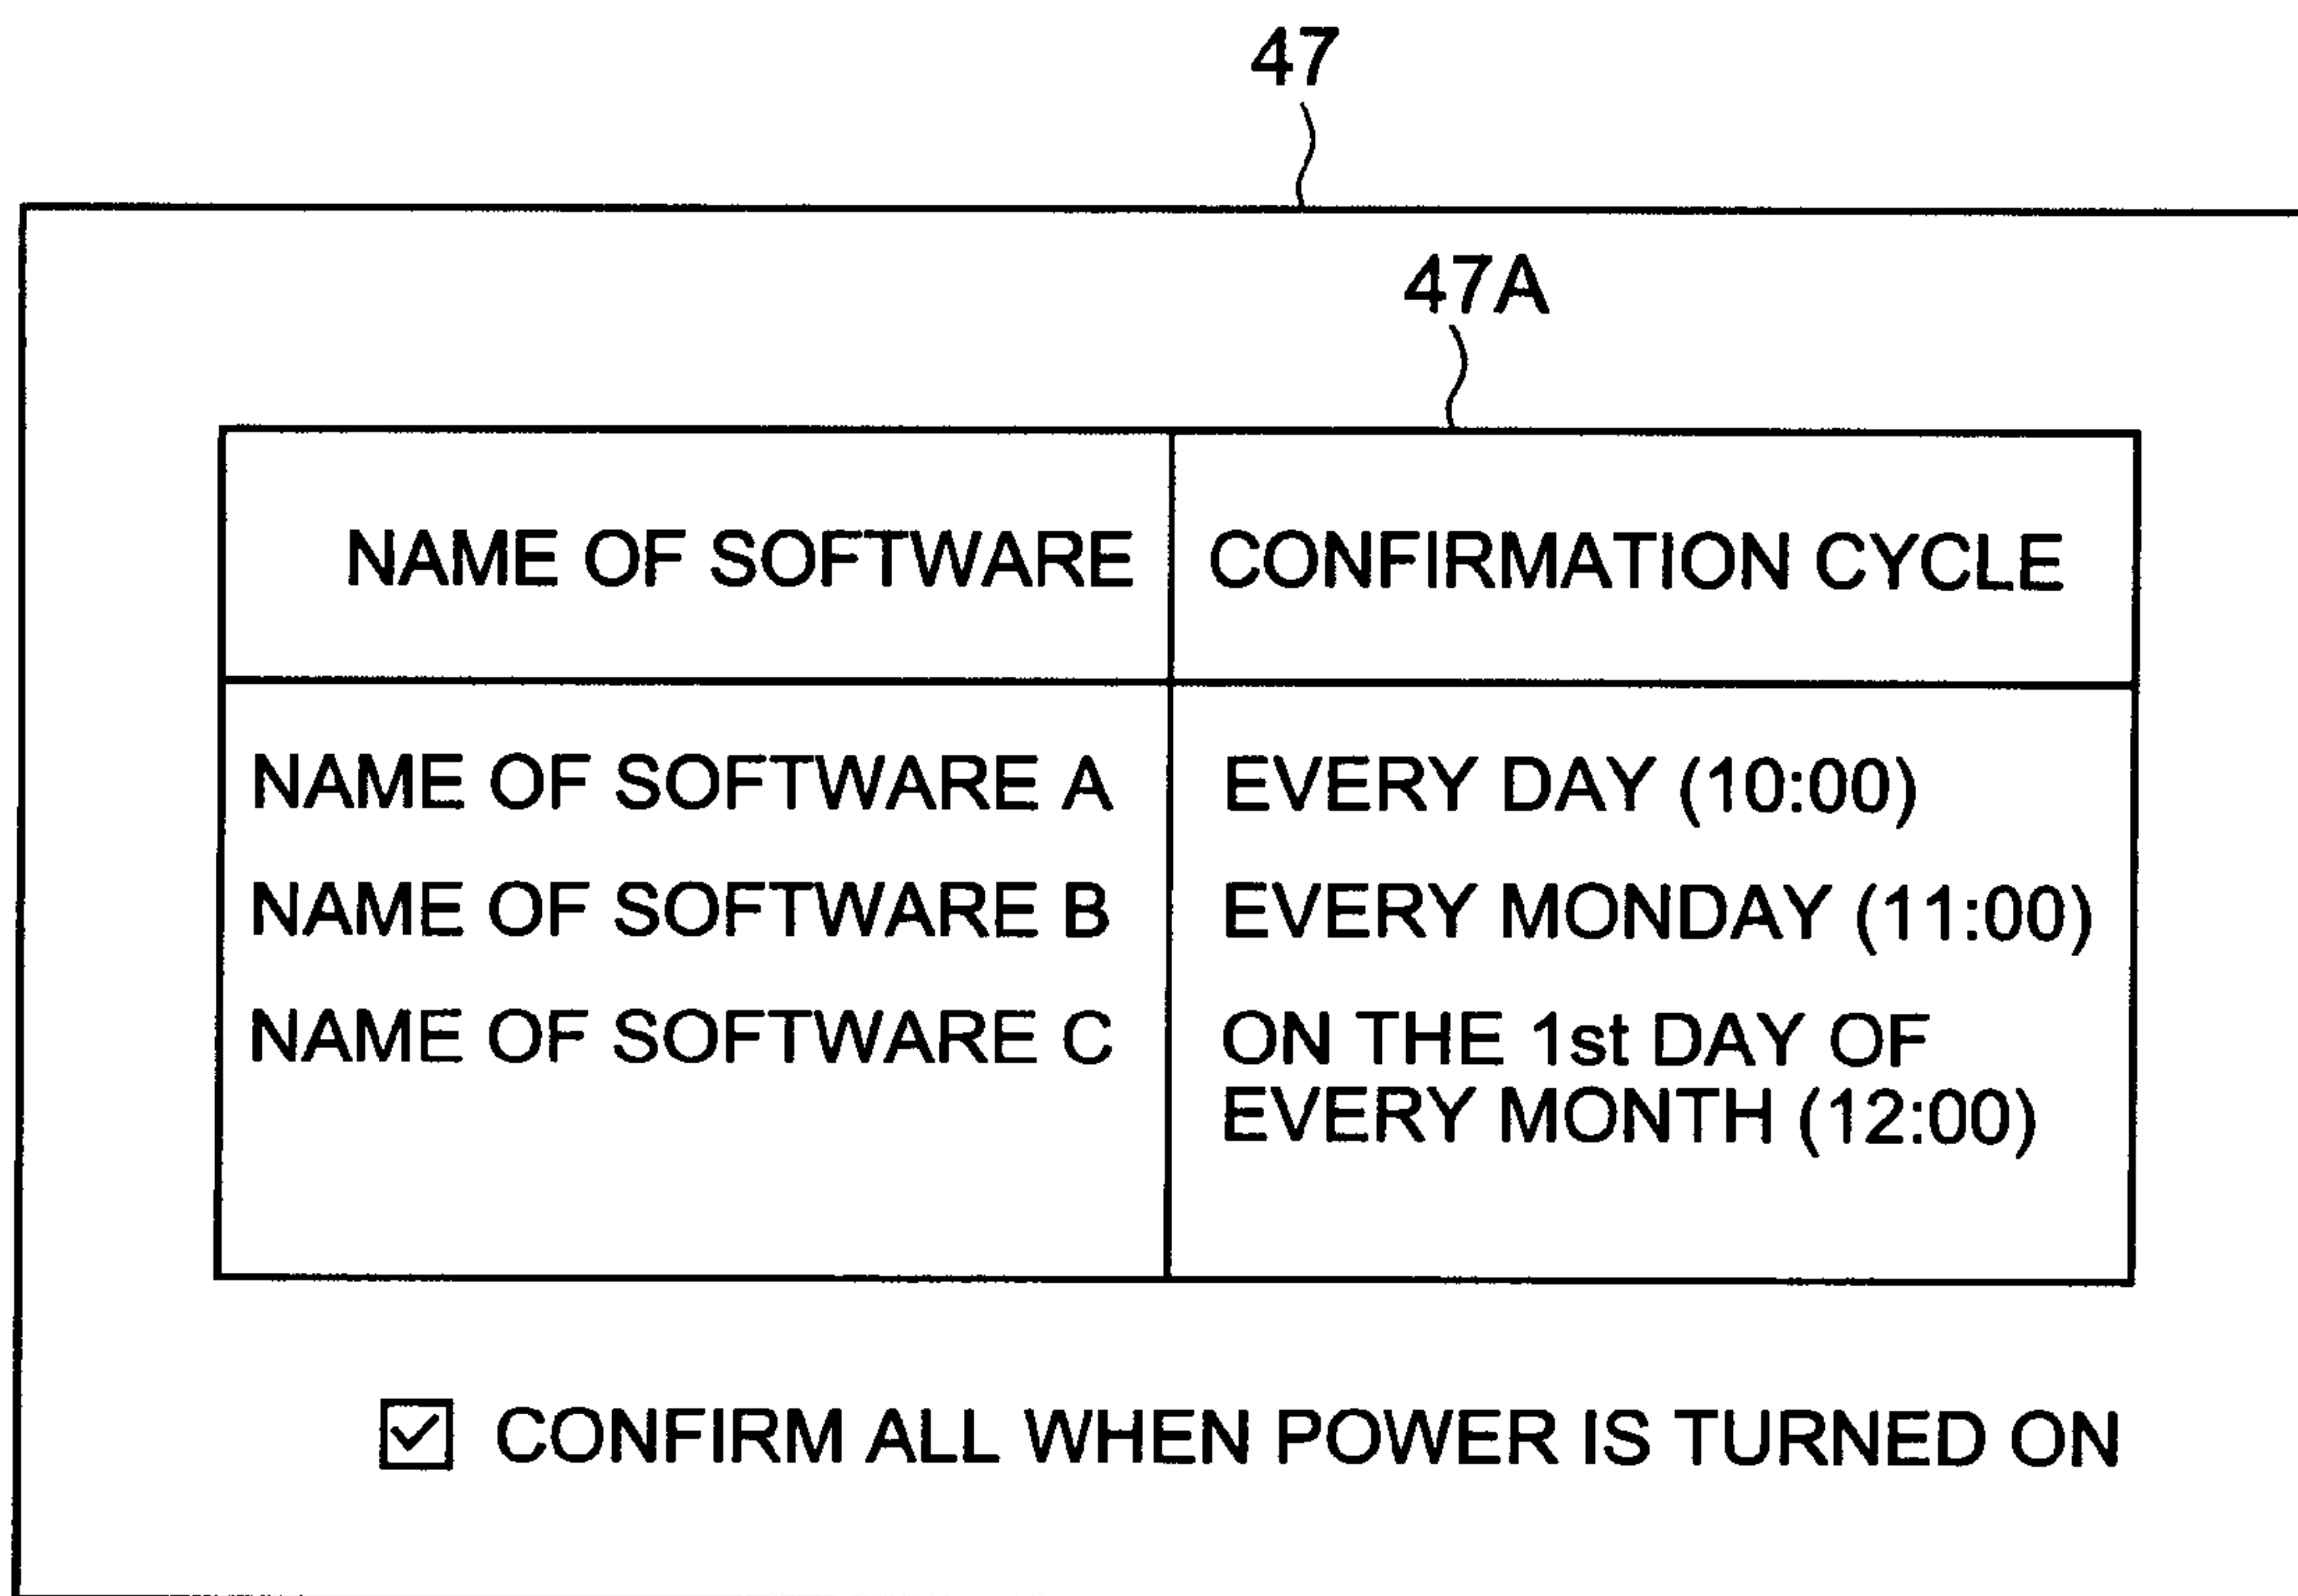 47
47A
NAME OF SOFTWARE CONFIRMATION CYCLE
NAME OF SOFTWARE A EVERY DAY (10:00)
NAME OF SOFTWARE B EVERY MONDAY (11:00)
NAME OF SOFTWARE C ON THE 1st DAY OF
EVERY MONTH (12:00)
CONFIRM ALL WHEN POWER IS TURNED ON